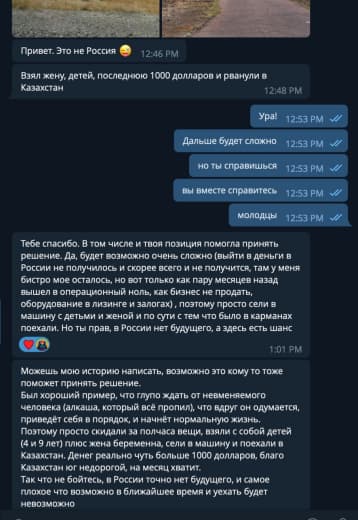 Привет. Это не Россия 😅 12:46 PM
Взял жену, детей, последнюю 1000 долларов и рванули в
Казахстан 12:48 PM
Ура! 12:53 PM
Дальше будет сложно 12:53 PM
но ты справишься 12:53 PM
вы вместе справитесь 12:53 PM
молодцы 12:53 PM
Тебе спасибо. В том числе и твоя позиция помогла принять
решение. Да, будет возможно очень сложно (выйти в деньги в
России не получилось и скорее всего и не получится, там у меня
бистро мое осталось, но вот только как пару месяцев назад
вышел в операционный ноль, как бизнес не продать,
оборудование в лизинге и залогах) , поэтому просто сели в
машину с детьми и женой и по сути с тем что было в карманах
поехали. Но ты прав, в России нет будущего, а здесь есть шанс
1:01 PM
Можешь мою историю написать, возможно это кому то тоже
поможет принять решение.
Был хороший пример, что глупо ждать от невменяемого
человека (алкаша, который всё пропил), что вдруг он одумается,
приведёт себя в порядок, и начнёт нормальную жизнь.
Поэтому просто скидали за полчаса вещи, взяли с собой детей
(4 и 9 лет) плюс жена беременна, сели в машину и поехали в
Казахстан. Денег реально чуть больше 1000 долларов, благо
Казахстан юг недорогой, на месяц хватит.
Так что не бойтесь, в России точно нет будущего, и самое
плохое что возможно в ближайшее время и уехать будет
невозможно